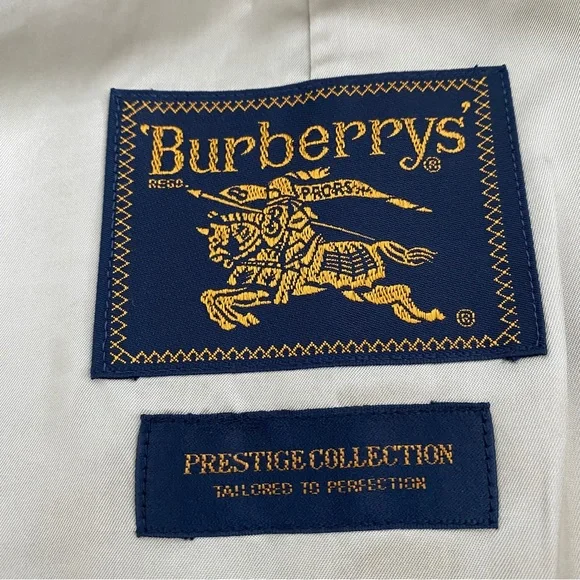 'Burberrys'
®
REGD.
B PRORSUM
®
PRESTIGE COLLECTION
TAILORED TO PERFECTION